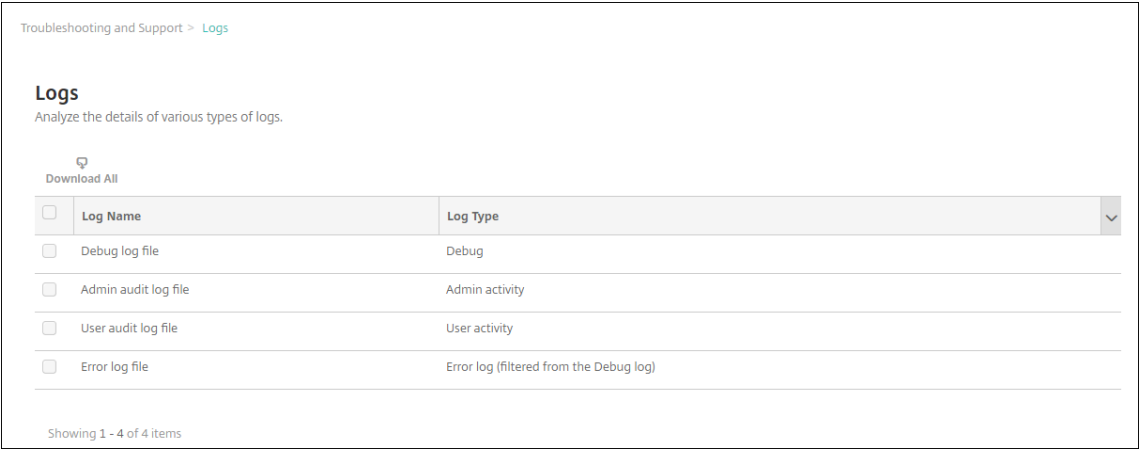 Troubleshooting and Support > Logs
Logs
Analyze the details of various types of logs.
Download All
Log Name Log Type
Debug log file Debug
Admin audit log file Admin activity
User audit log file User activity
Error log file Error log (filtered from the Debug log)
Showing 1 - 4 of 4 items